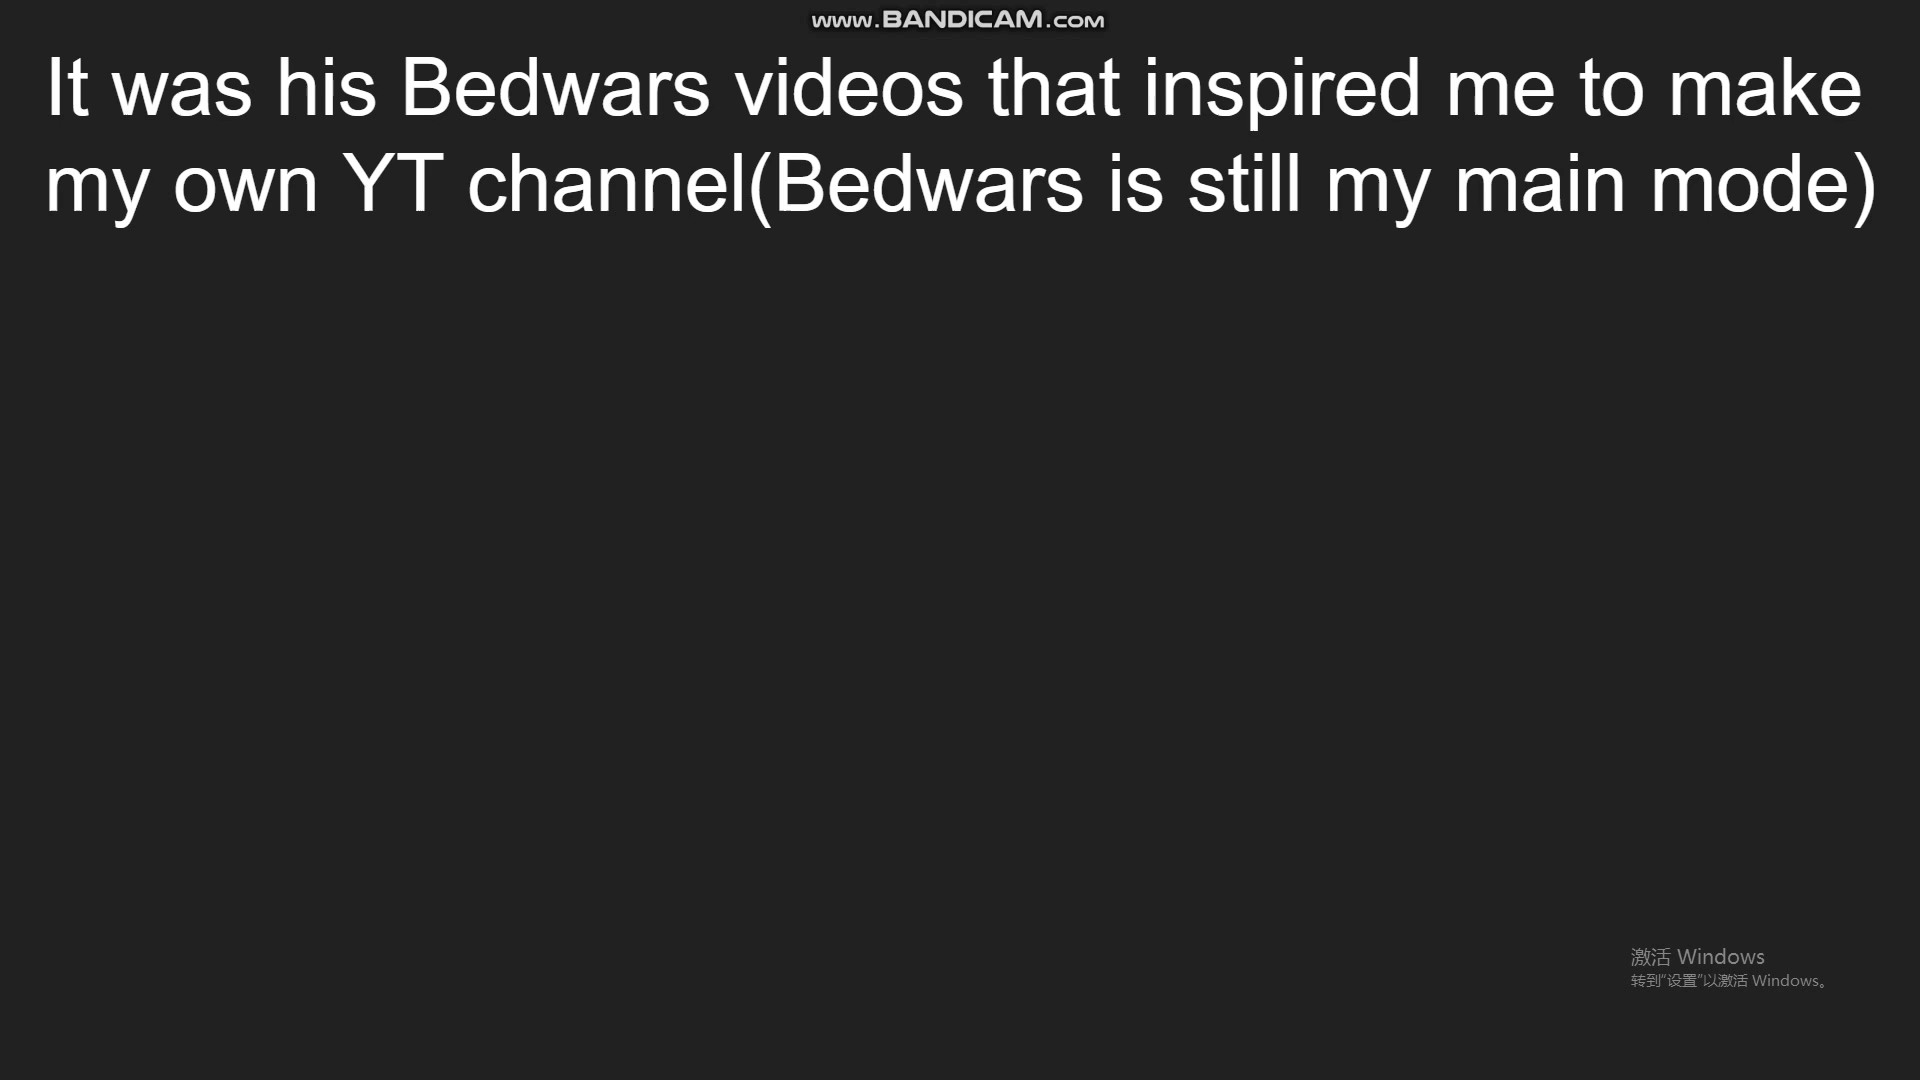 www.BANDICAM.com
It was his Bedwars videos that inspired me to make
my own YT channel(Bedwars is still my main mode)
激活 Windows
转到“设置”以激活 Windows。